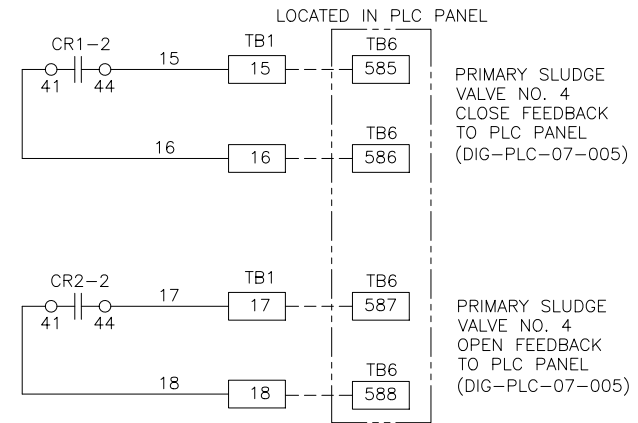 LOCATED IN PLC PANEL
CR1-2
15
TB1
TB6
41
44
15
585
PRIMARY SLUDGE
VALVE NO. 4
CLOSE FEEDBACK
TO PLC PANEL
(DIG-PLC-07-005)
16
TB6
16
586
CR2-2
17
TB1
TB6
41
44
17
587
PRIMARY SLUDGE
VALVE NO. 4
OPEN FEEDBACK
TO PLC PANEL
(DIG-PLC-07-005)
18
TB6
18
588